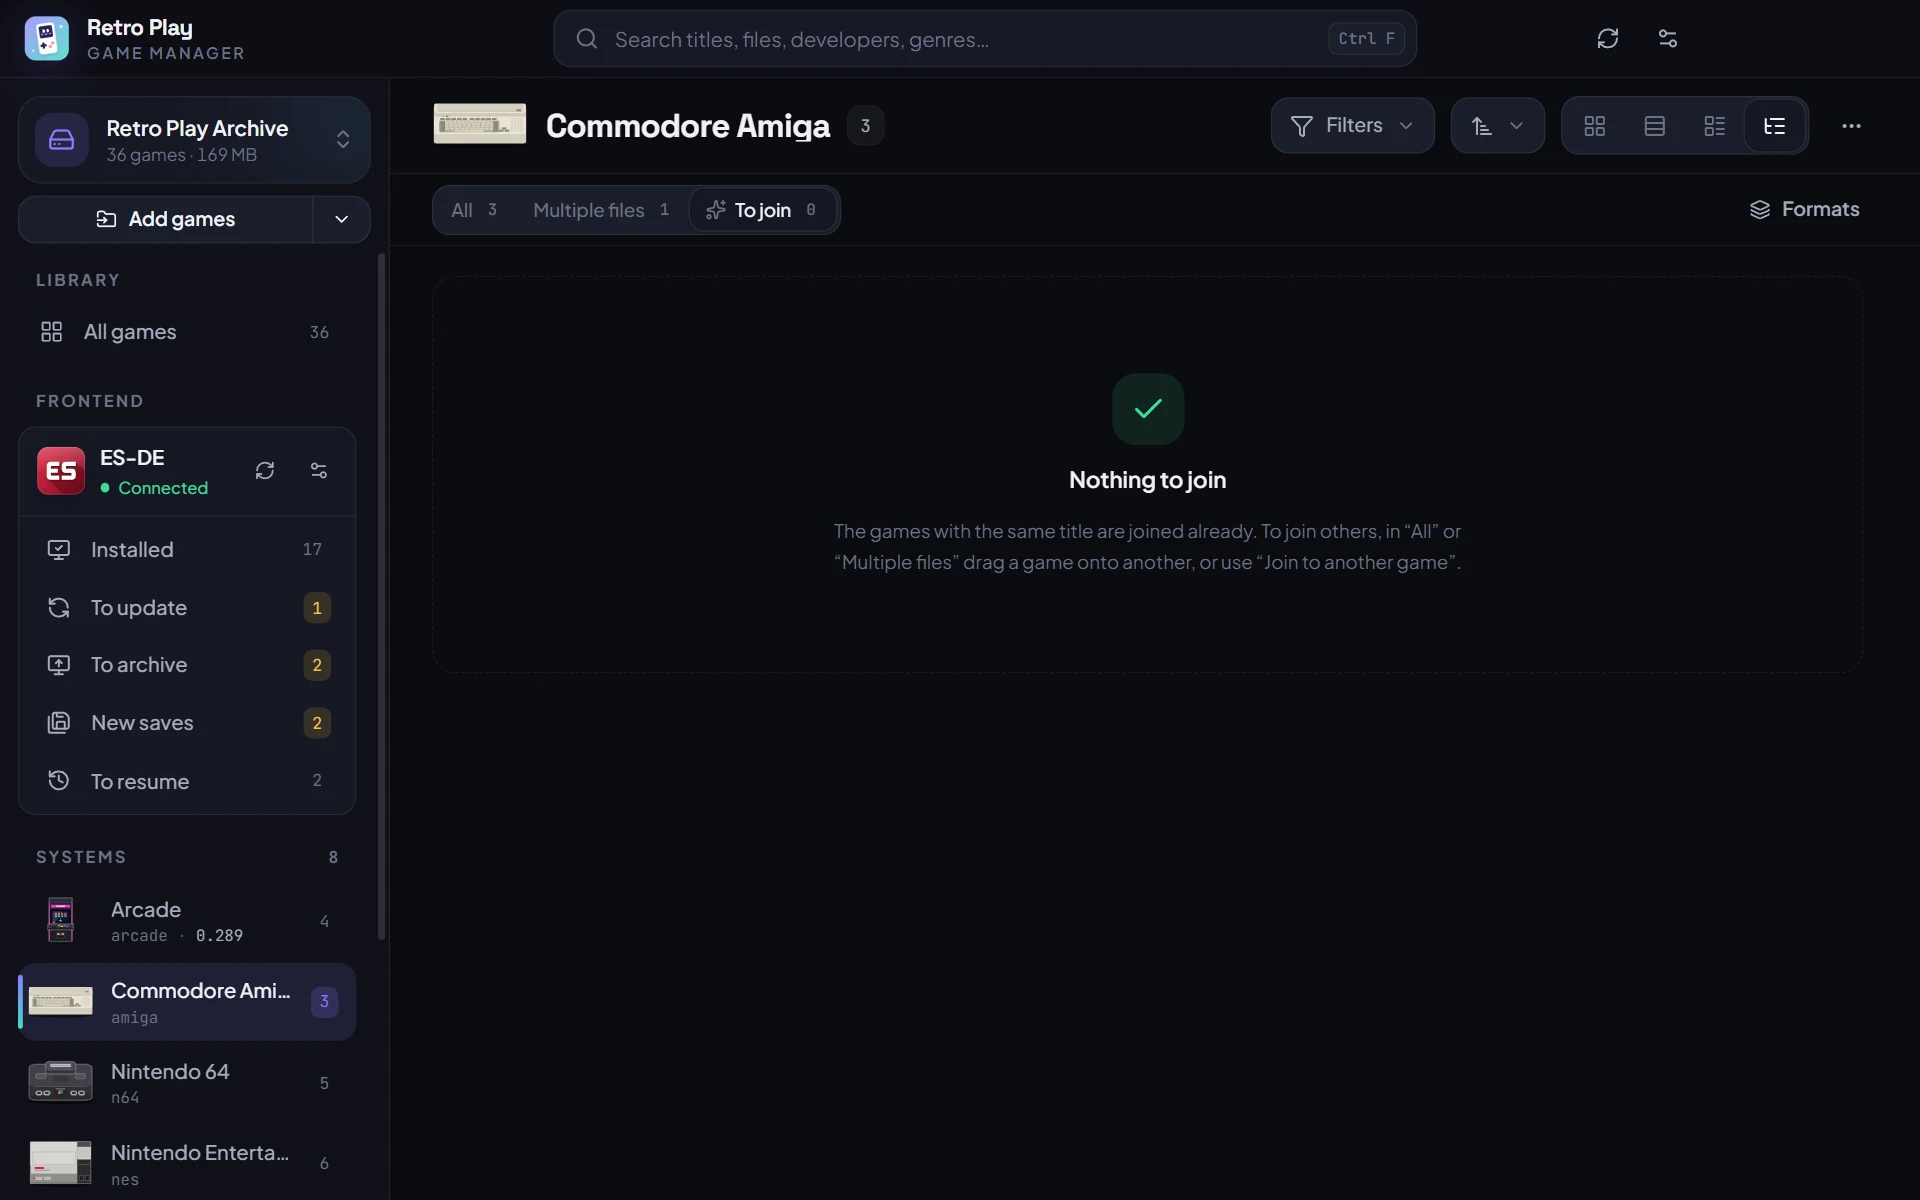 Retro Play
GAME MANAGER
Search titles, files, developers, genres…
Ctrl F
Retro Play Archive
36 games · 169 MB
Add games
LIBRARY
All games 36
FRONTEND
ES
ES-DE
Connected
Installed 17
To update 1
To archive 2
New saves 2
To resume 2
SYSTEMS 8
Arcade
arcade · 0.289
4
Commodore Ami…
amiga
3
Nintendo 64
n64
5
Nintendo Enterta…
nes
6
Commodore Amiga 3
Filters
All 3 Multiple files 1 To join 0
Formats
Nothing to join
The games with the same title are joined already. To join others, in “All” or
“Multiple files” drag a game onto another, or use “Join to another game”.